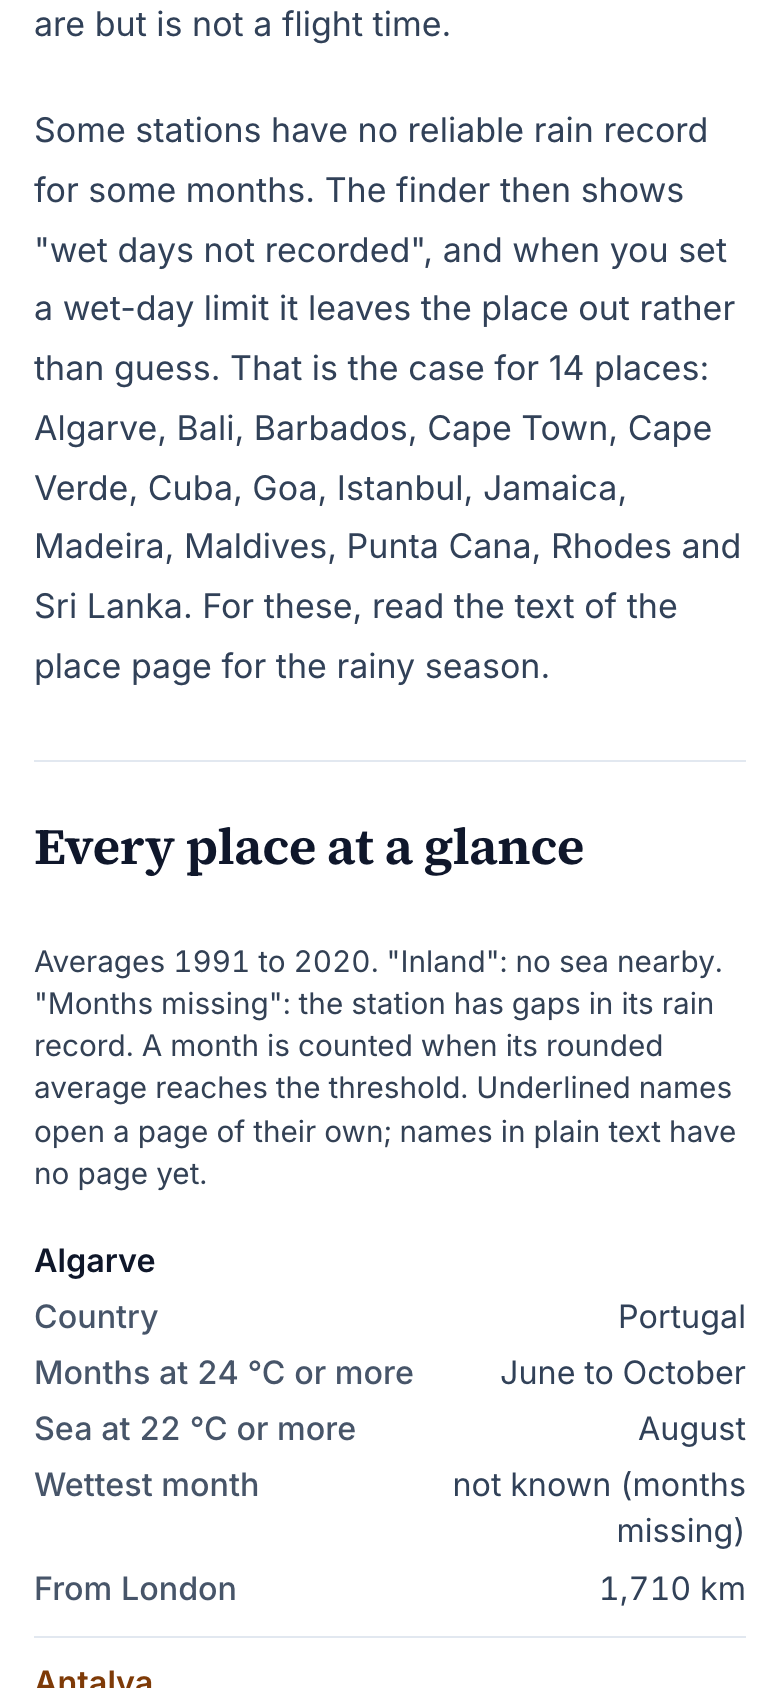 are but is not a flight time.
Some stations have no reliable rain record
for some months. The finder then shows
"wet days not recorded", and when you set
a wet-day limit it leaves the place out rather
than guess. That is the case for 14 places:
Algarve, Bali, Barbados, Cape Town, Cape
Verde, Cuba, Goa, Istanbul, Jamaica,
Madeira, Maldives, Punta Cana, Rhodes and
Sri Lanka. For these, read the text of the
place page for the rainy season.
Every place at a glance
Averages 1991 to 2020. "Inland": no sea nearby.
"Months missing": the station has gaps in its rain
record. A month is counted when its rounded
average reaches the threshold. Underlined names
open a page of their own; names in plain text have
no page yet.
Algarve
Country Portugal
Months at 24 °C or more June to October
Sea at 22 °C or more August
Wettest month not known (months
missing)
From London 1,710 km
Antalya